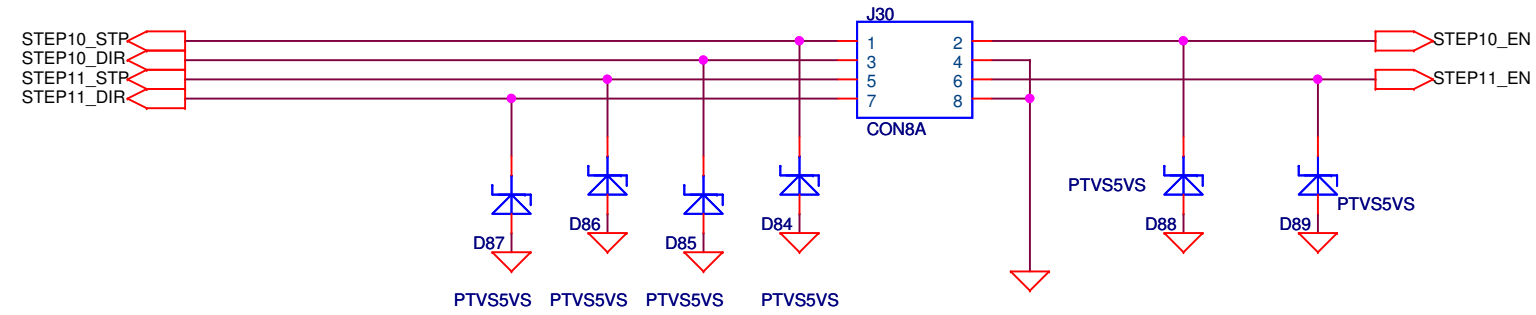 J30
STEP10_STP
STEP10_DIR
STEP11_STP
STEP11_DIR
1 2
3 4
5 6
7 8
STEP10_EN
STEP11_EN
CON8A
PTVS5VS
PTVS5VS
D87
D86
D85
D84
D88
D89
PTVS5VS
PTVS5VS
PTVS5VS
PTVS5VS